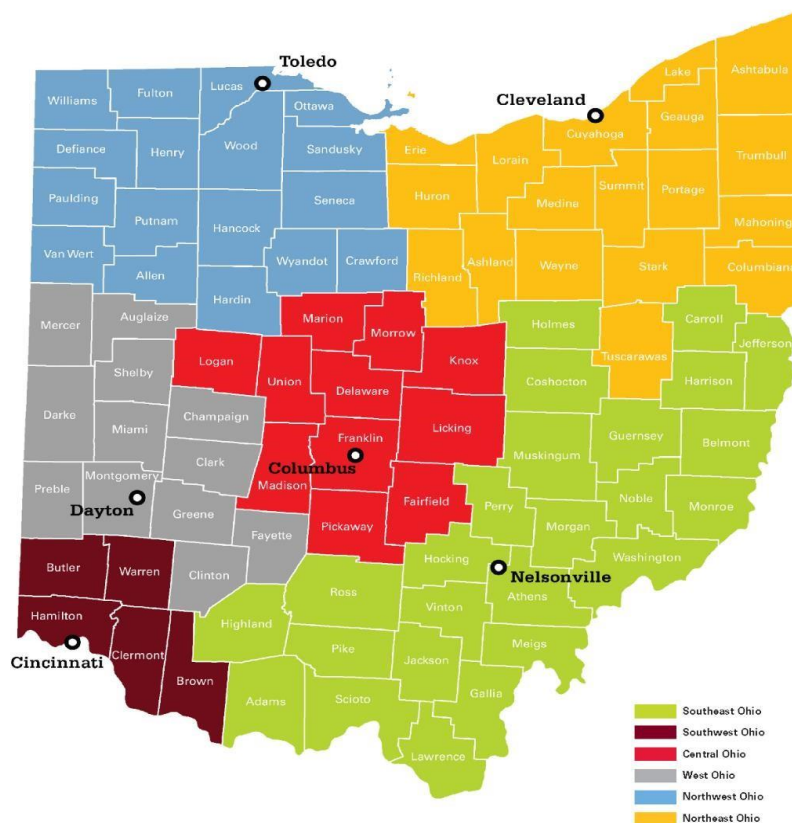 Toledo
Cleveland
Williams
Fulton
Lucas
Ottawa
Lake
Ashtabula
Geauga
Cuyahoga
Defiance
Henry
Wood
Sandusky
Erie
Lorain
Trumbull
Paulding
Seneca
Huron
Medina
Summit
Portage
Putnam
Hancock
Mahoning
Van Wert
Allen
Wyandot
Crawford
Richland
Ashland
Wayne
Stark
Columbiana
Hardin
Mercer
Auglaize
Marion
Morrow
Holmes
Carroll
Jefferson
Logan
Knox
Tuscarawas
Shelby
Union
Delaware
Coshocton
Harrison
Darke
Miami
Champaign
Licking
Franklin
Muskingum
Guernsey
Belmont
Clark
Columbus
Montgomery
Madison
Preble
Fairfield
Noble
Monroe
Dayton
Greene
Pickaway
Perry
Morgan
Fayette
Washington
Butler
Warren
Clinton
Hocking
Nelsonville
Ross
Athens
Hamilton
Highland
Vinton
Cincinnati
Clermont
Pike
Meigs
Brown
Jackson
Adams
Scioto
Gallia
Lawrence
Southeast Ohio
Southwest Ohio
Central Ohio
West Ohio
Northwest Ohio
Northeast Ohio